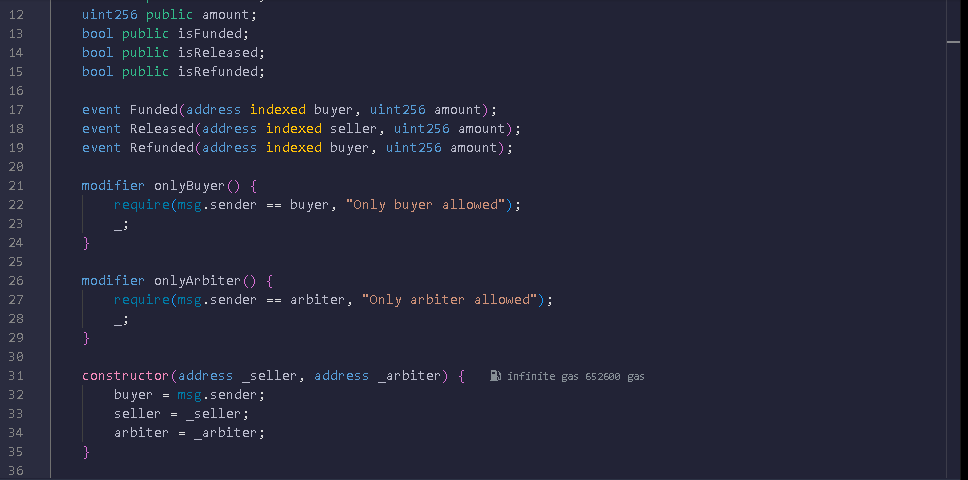 12 uint256 public amount;
13 bool public isFunded;
14 bool public isReleased;
15 bool public isRefunded;
16
17 event Funded(address indexed buyer, uint256 amount);
18 event Released(address indexed seller, uint256 amount);
19 event Refunded(address indexed buyer, uint256 amount);
20
21 modifier onlyBuyer() {
22 require(msg.sender == buyer, "Only buyer allowed");
23 _;
24 }
25
26 modifier onlyArbiter() {
27 require(msg.sender == arbiter, "Only arbiter allowed");
28 _;
29 }
30
31 constructor(address _seller, address _arbiter) { infinite gas 652600 gas
32 buyer = msg.sender;
33 seller = _seller;
34 arbiter = _arbiter;
35 }
36